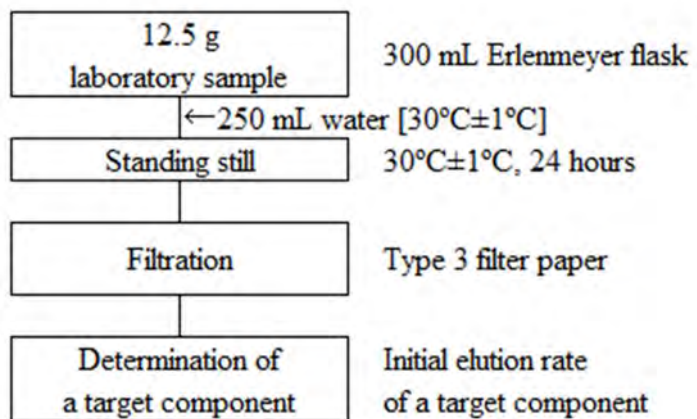 12.5 g
laboratory sample
300 mL Erlenmeyer flask
←250 mL water [30°C±1°C]
Standing still
30°C±1°C, 24 hours
Filtration
Type 3 filter paper
Determination of
a target component
Initial elution rate
of a target component